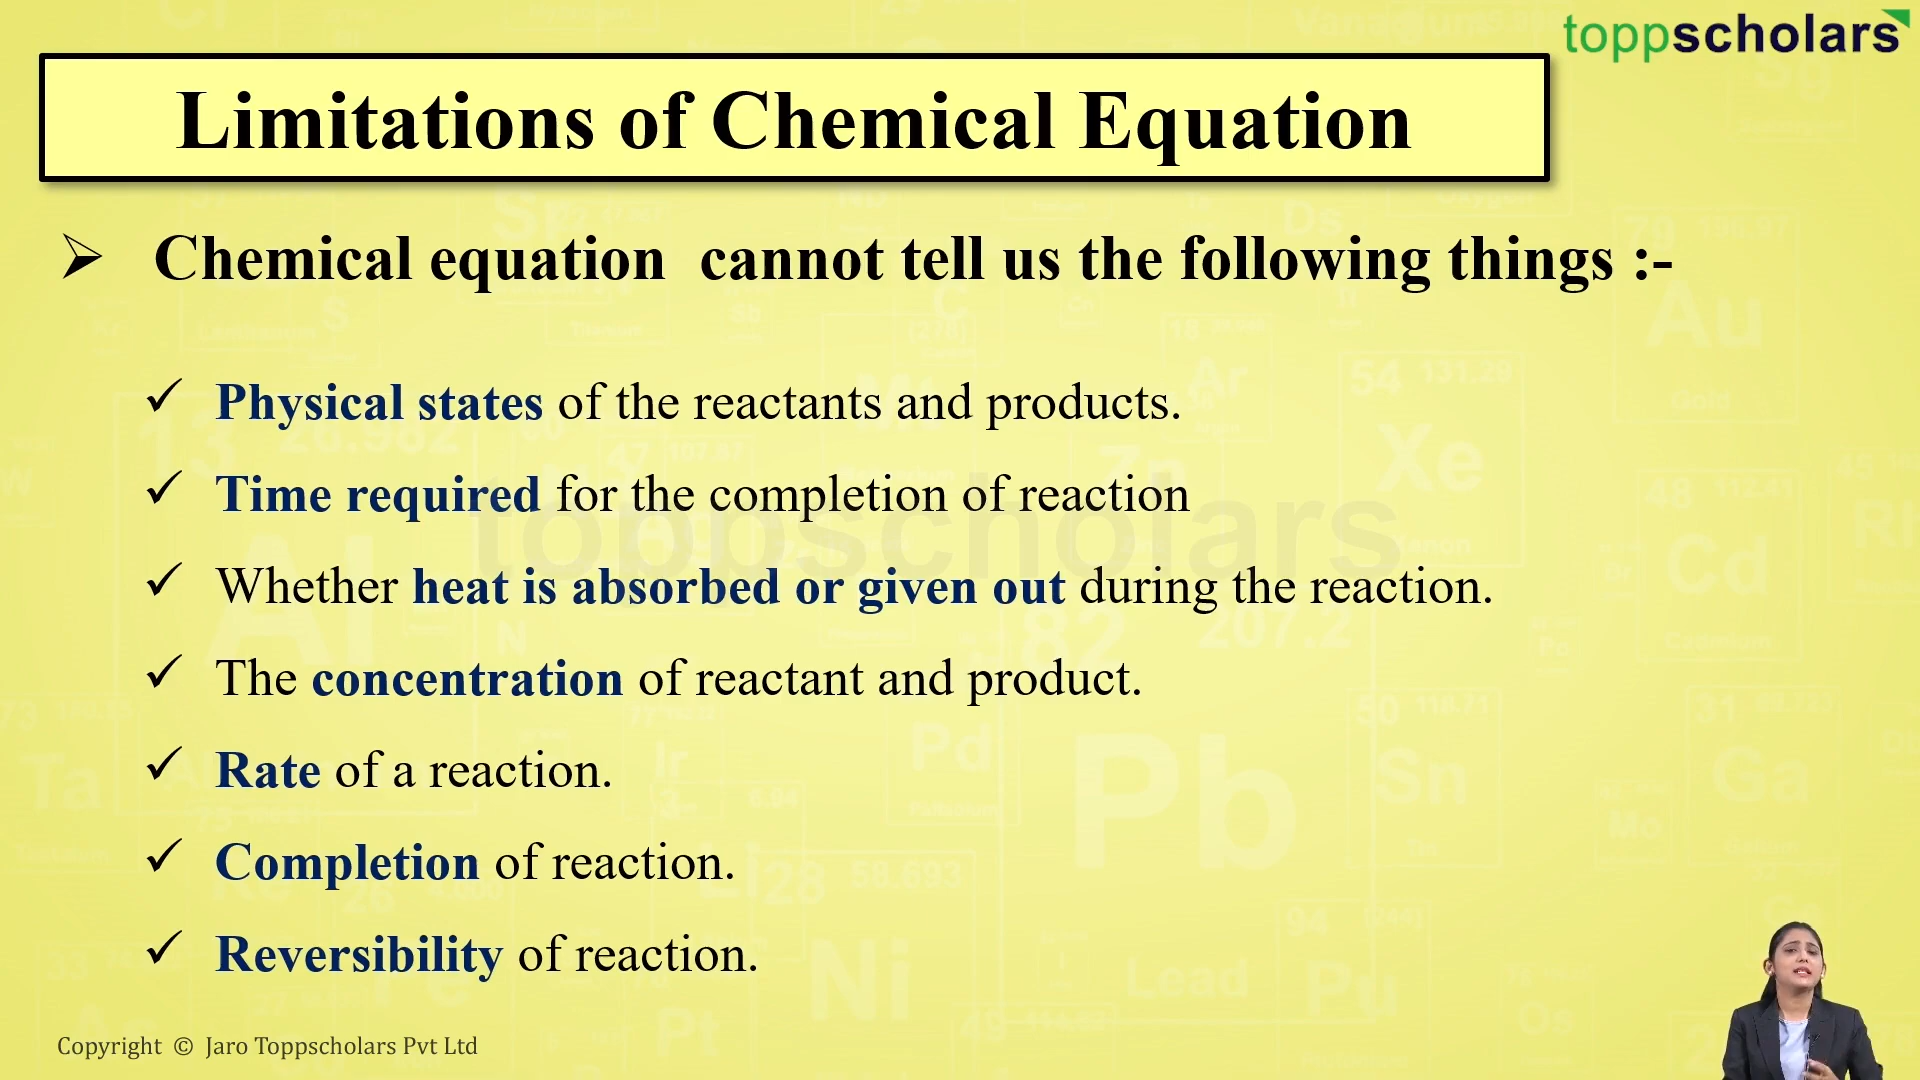 toppscholars
Limitations of Chemical Equation
➢ Chemical equation cannot tell us the following things :-
✓ Physical states of the reactants and products.
✓ Time required for the completion of reaction
✓ Whether heat is absorbed or given out during the reaction.
✓ The concentration of reactant and product.
✓ Rate of a reaction.
✓ Completion of reaction.
✓ Reversibility of reaction.
toppscholars
Copyright © Jaro Toppscholars Pvt Ltd